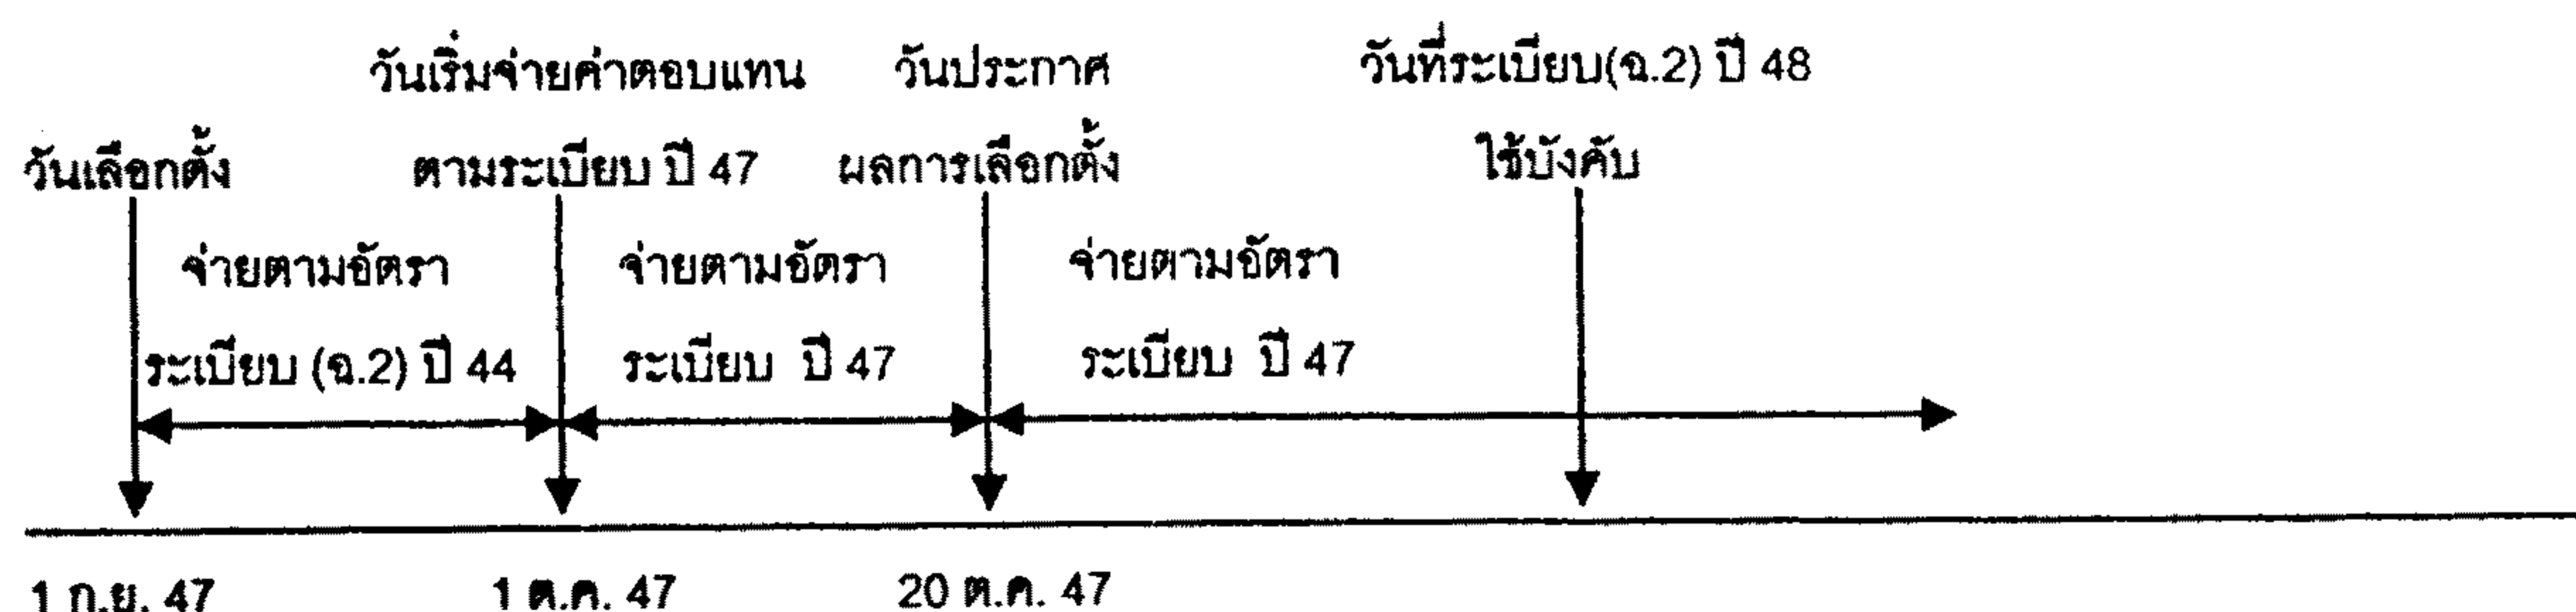 วันเริ่มจ่ายค่าตอบแทน วันประกาศ วันที่ระเบียบ(ฉ.2) ปี 48
วันเลือกตั้ง ตามระเบียบ ปี 47 ผลการเลือกตั้ง ใช้บังคับ
จ่ายตามอัตรา จ่ายตามอัตรา จ่ายตามอัตรา
ระเบียบ (ฉ.2) ปี 44 ระเบียบ ปี 47 ระเบียบ ปี 47
1 ก.ย. 47 1 ต.ค. 47 20 ต.ค. 47